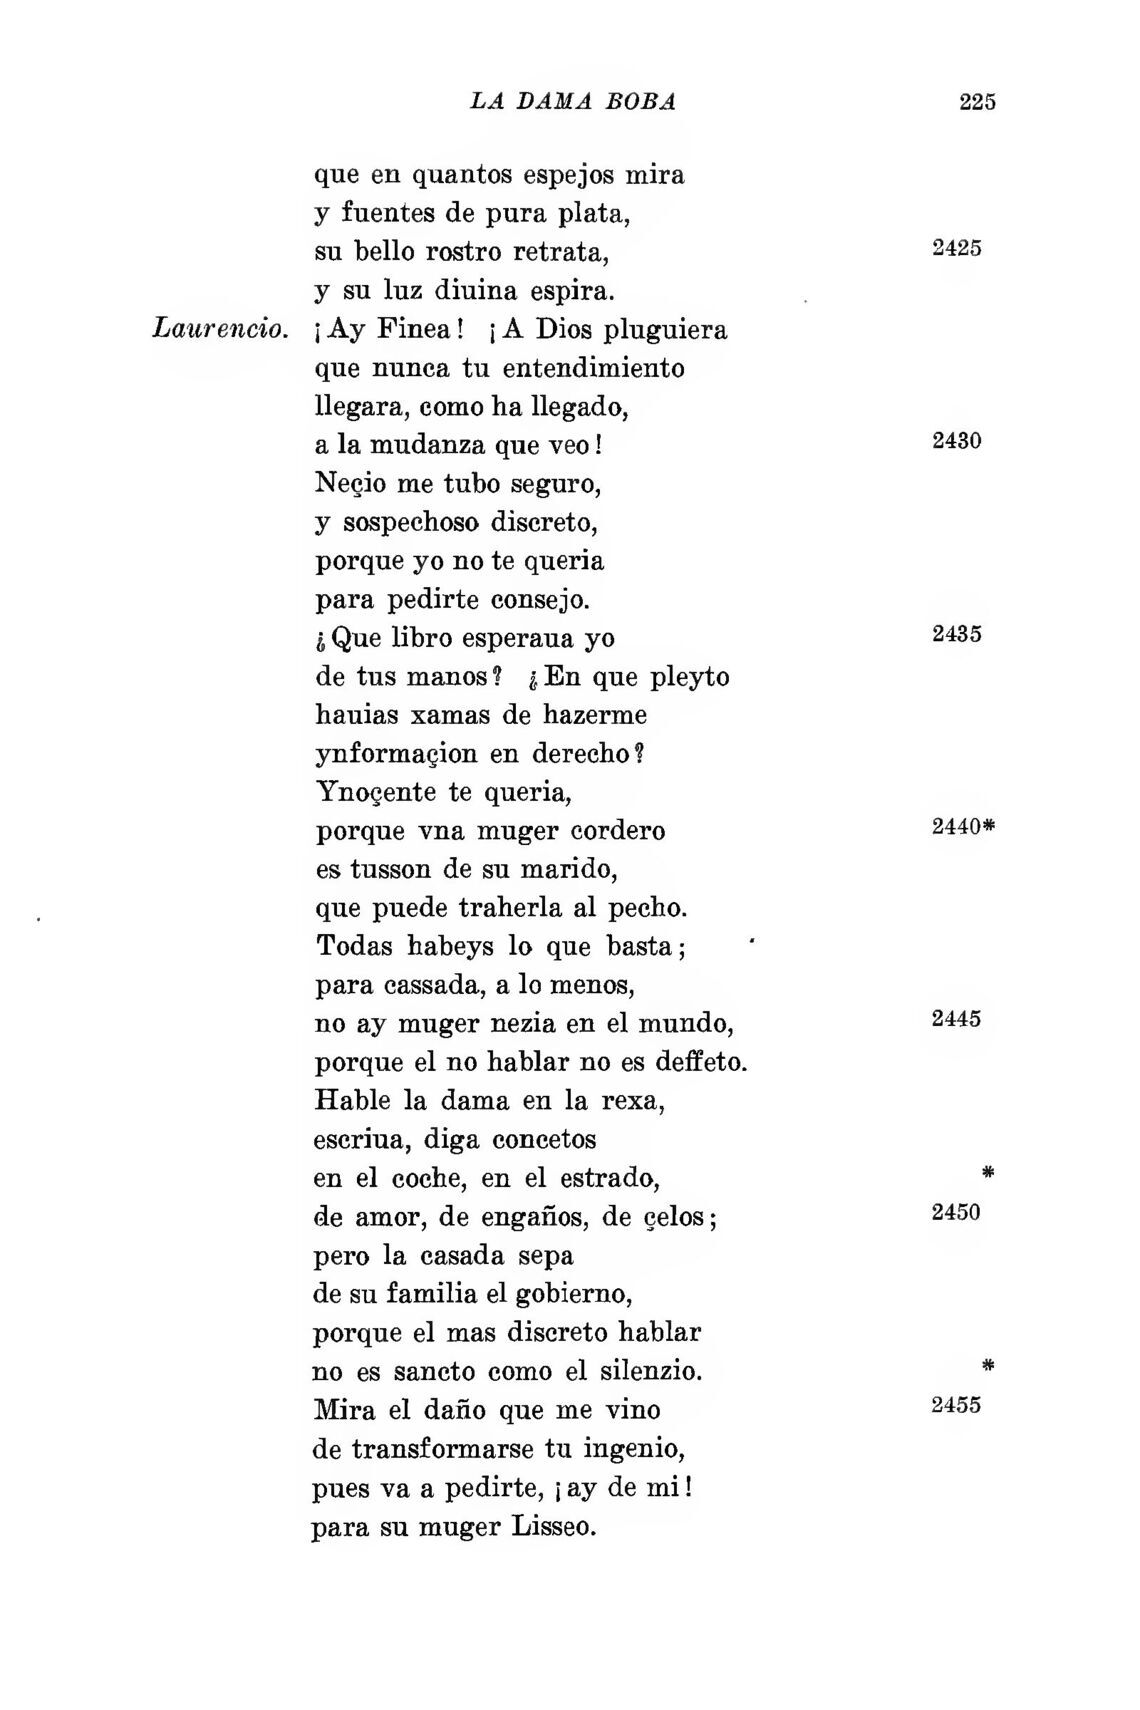 LA DAMA BOBA 225
que en quantos espejos mira
y fuentes de pura plata,
su bello rostro retrata, 2425
y su luz diuina espira.
Laurencio. ¡Ay Finea! ¡A Dios pluguiera
que nunca tu entendimiento
llegara, como ha llegado,
a la mudanza que veo! 2430
Neçio me tubo seguro,
y sospechoso discreto,
porque yo no te queria
para pedirte consejo.
¿Que libro esperaua yo 2435
de tus manos? ¿En que pleyto
hauias xamas de hazerme
ynformaçion en derecho?
Ynoçente te queria,
porque vna muger cordero 2440*
es tusson de su marido,
que puede traherla al pecho.
Todas habeys lo que basta;
para cassada, a lo menos,
no ay muger nezia en el mundo, 2445
porque el no hablar no es deffeto.
Hable la dama en la rexa,
escriua, diga concetos
en el coche, en el estrado, *
de amor, de engaños, de çelos; 2450
pero la casada sepa
de su familia el gobierno,
porque el mas discreto hablar
no es sancto como el silenzio. *
Mira el daño que me vino 2455
de transformarse tu ingenio,
pues va a pedirte, ¡ay de mi!
para su muger Lisseo.